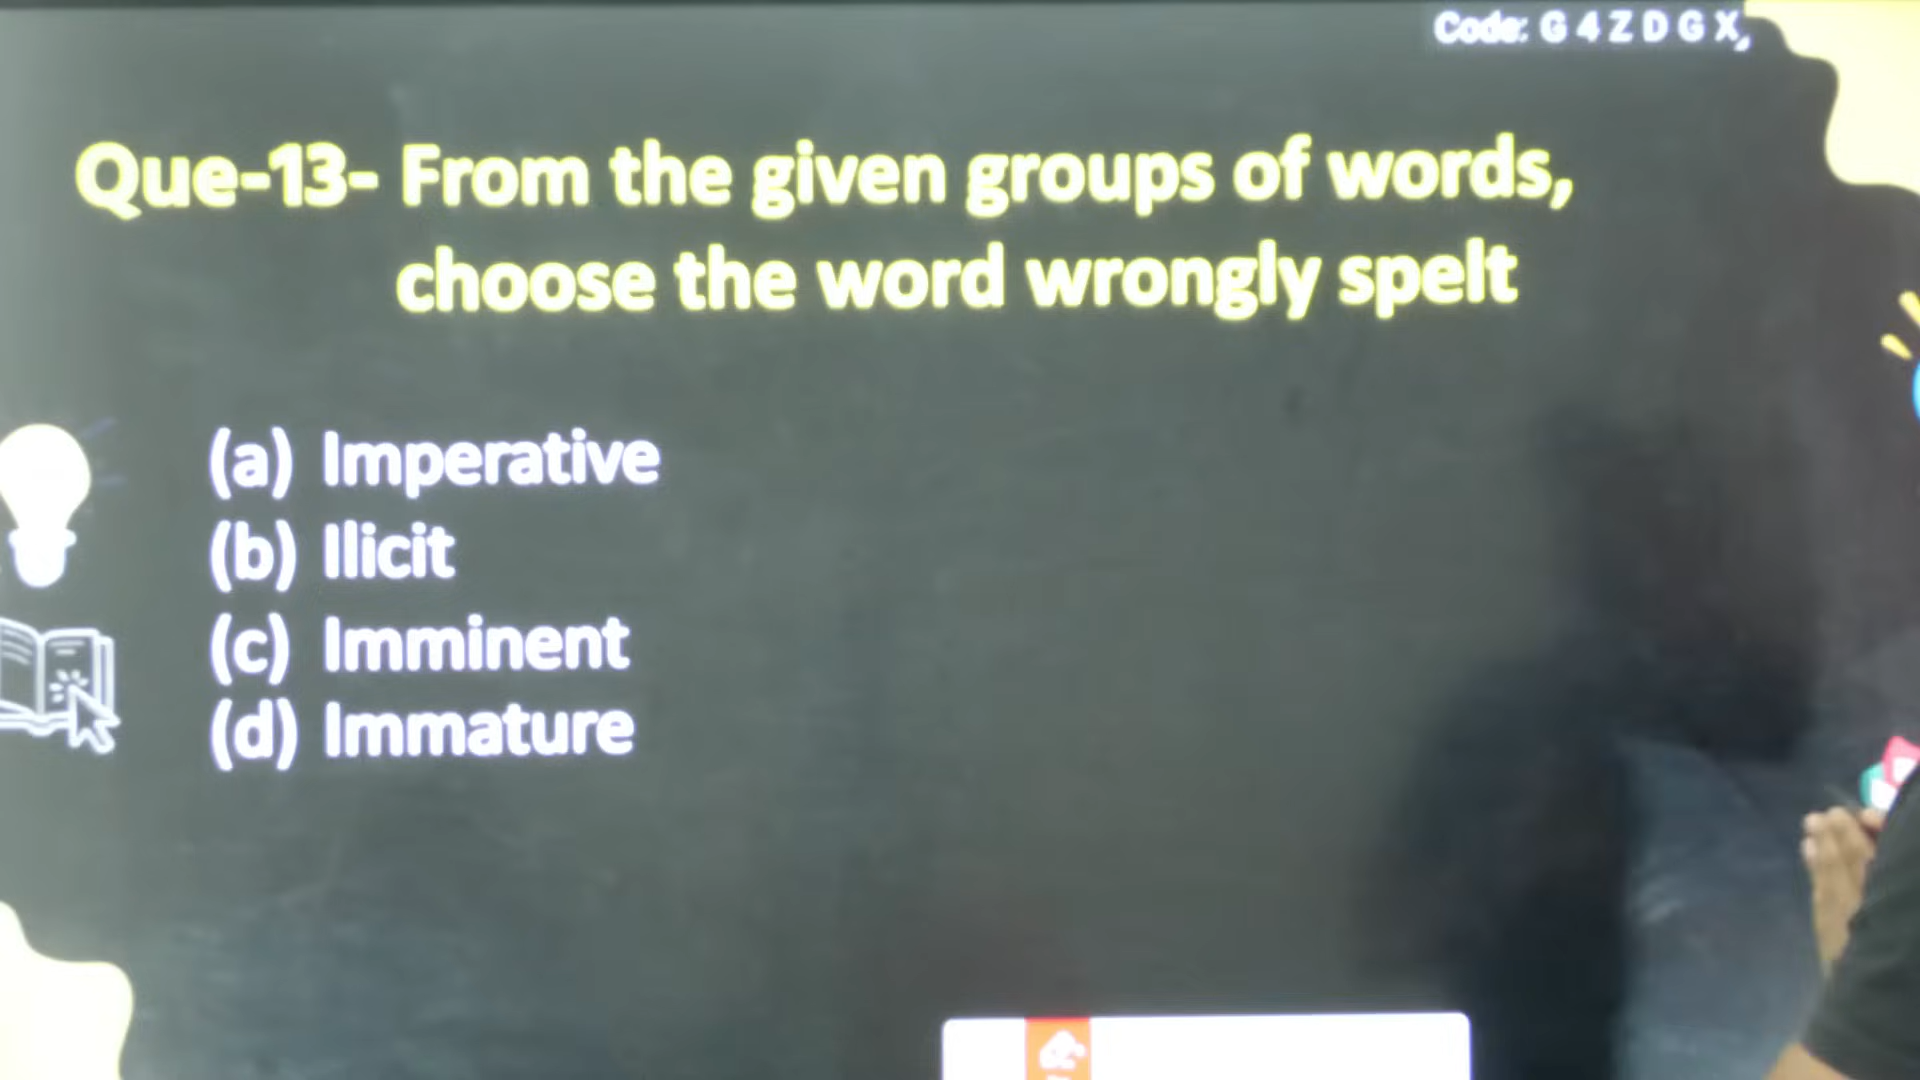 Code: G 4 Z D G X
Que-13- From the given groups of words,
choose the word wrongly spelt
(a) Imperative
(b) Ilicit
(c) Imminent
(d) Immature